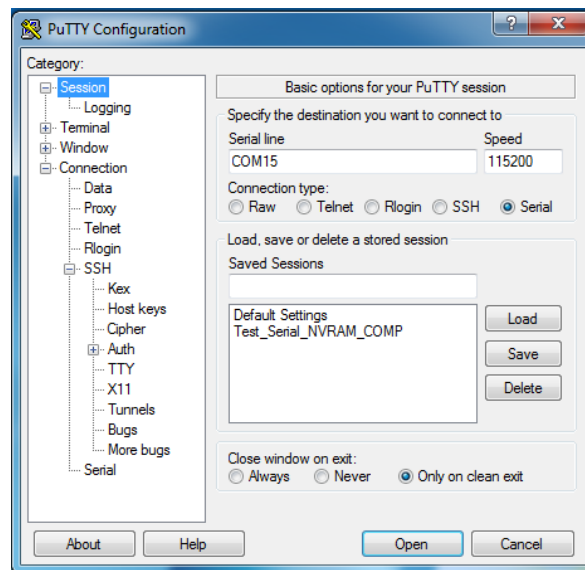 PuTTY Configuration
?
X
Category:
Session
Logging
Terminal
Window
Connection
Data
Proxy
Telnet
Rlogin
SSH
Kex
Host keys
Cipher
Auth
TTY
X11
Tunnels
Bugs
More bugs
Serial
Basic options for your PuTTY session
Specify the destination you want to connect to
Serial line Speed
COM15 115200
Connection type:
Raw Telnet Rlogin SSH Serial
Load, save or delete a stored session
Saved Sessions
Default Settings
Test_Serial_NVRAM_COMP
Load
Save
Delete
Close window on exit:
Always Never Only on clean exit
About Help Open Cancel